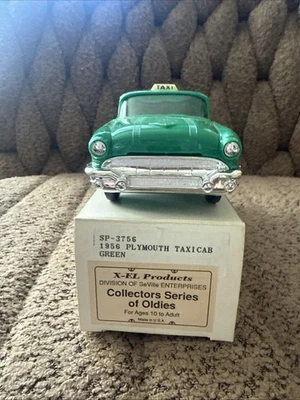 TAXI
SP-3756
1956 PLYMOUTH TAXICAB
GREEN
X-EL Products
DIVISION OF SeVille ENTERPRISES
Collectors Series
of Oldies
For Ages 10 to Adult
Made in U.S.A.